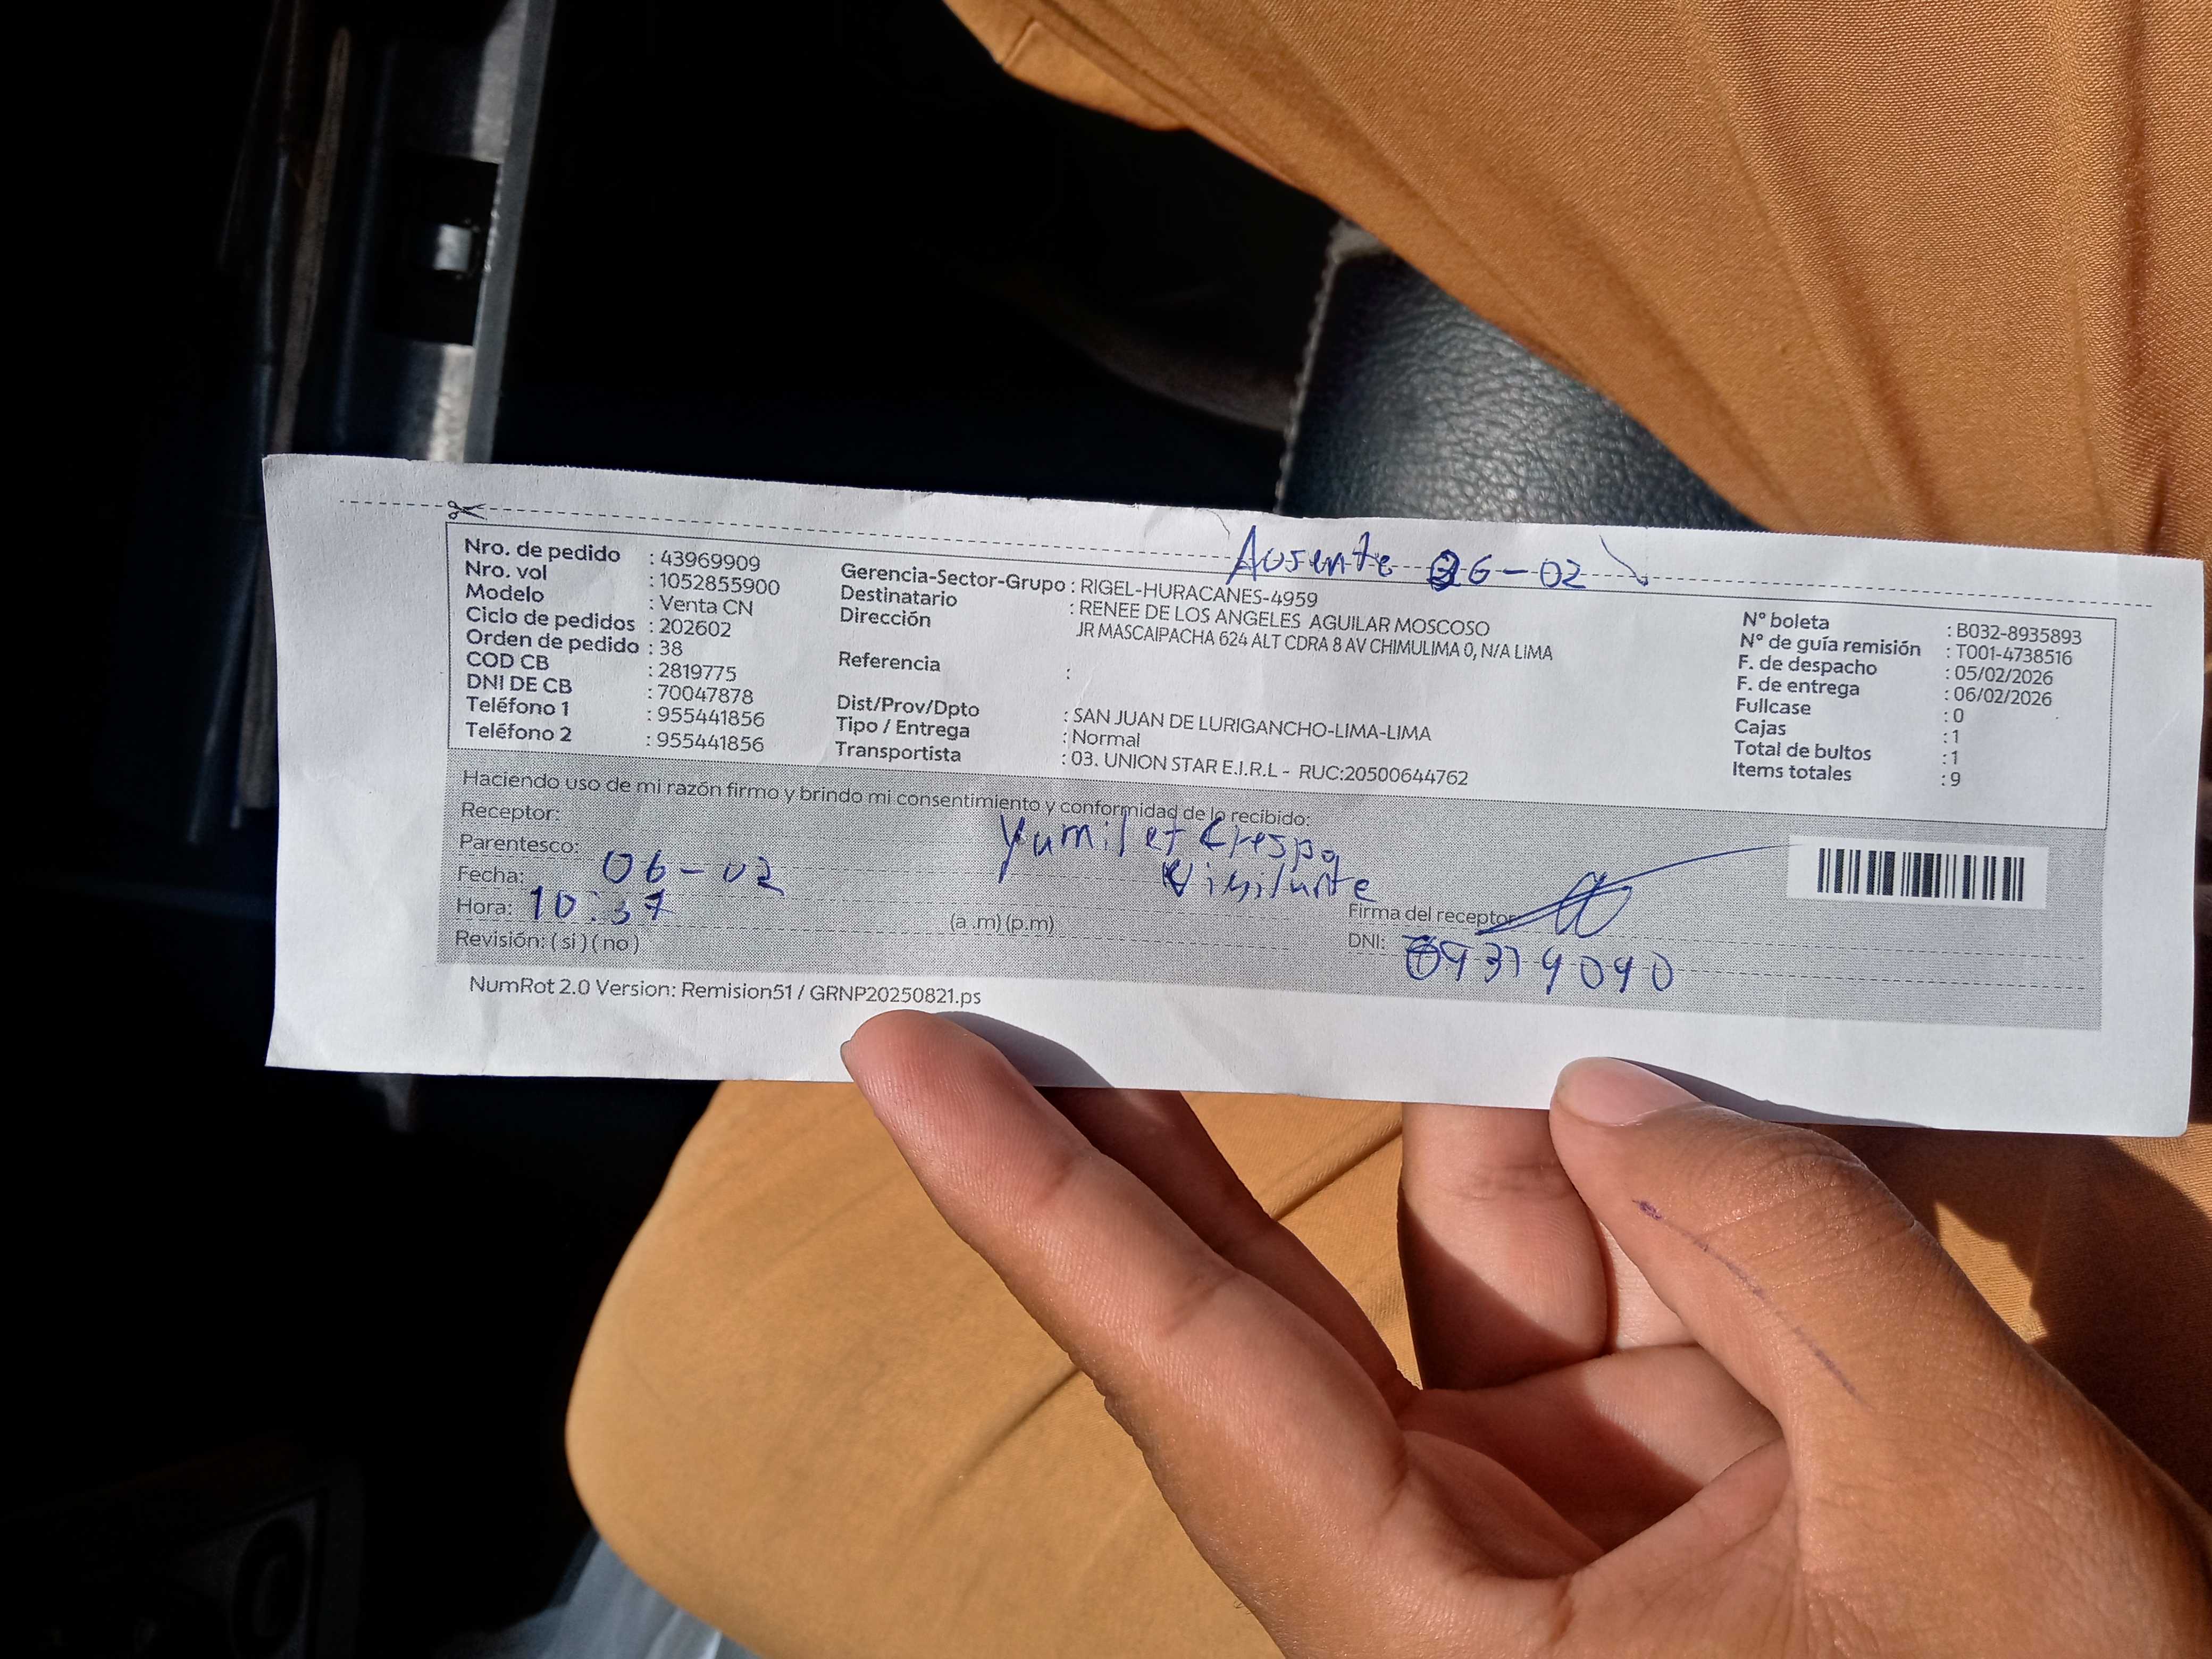 Ausente 06-02
Nro. de pedido : 43969909
Nro. vol : 1052855900
Modelo : Venta CN
Ciclo de pedidos : 202602
Orden de pedido : 38
COD CB : 2819775
DNI DE CB : 70047878
Teléfono 1 : 955441856
Teléfono 2 : 955441856
Gerencia-Sector-Grupo : RIGEL-HURACANES-4959
Destinatario : RENEE DE LOS ANGELES AGUILAR MOSCOSO
Dirección : JR MASCAIPACHA 624 ALT CDRA 8 AV CHIMULIMA 0, N/A LIMA
Referencia :
Dist/Prov/Dpto : SAN JUAN DE LURIGANCHO-LIMA-LIMA
Tipo / Entrega : Normal
Transportista : 03. UNION STAR E.I.R.L - RUC:20500644762
N° boleta : B032-8935893
N° de guía remisión : T001-4738516
F. de despacho : 05/02/2026
F. de entrega : 06/02/2026
Fullcase : 0
Cajas : 1
Total de bultos : 1
Items totales : 9
Haciendo uso de mi razón firmo y brindo mi consentimiento y conformidad de lo recibido:
Receptor: Yumilet Crespo
Parentesco: Vigilante
Fecha: 06-02
Hora: 10:37 (a .m) (p.m)
Revisión: ( si ) ( no )
Firma del receptor
DNI:
NumRot 2.0 Version: Remision51 / GRNP20250821.ps